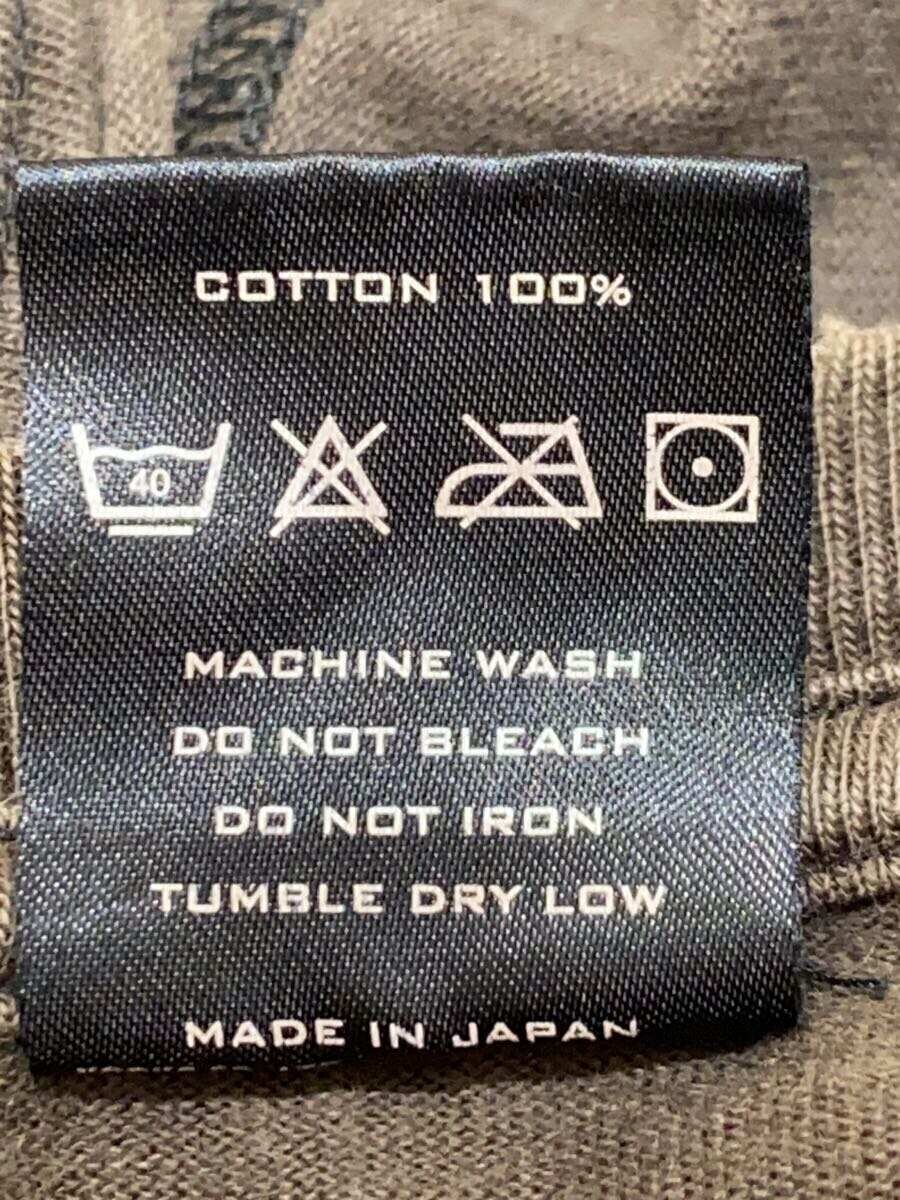 COTTON 100%
40
MACHINE WASH
DO NOT BLEACH
DO NOT IRON
TUMBLE DRY LOW
MADE IN JAPAN